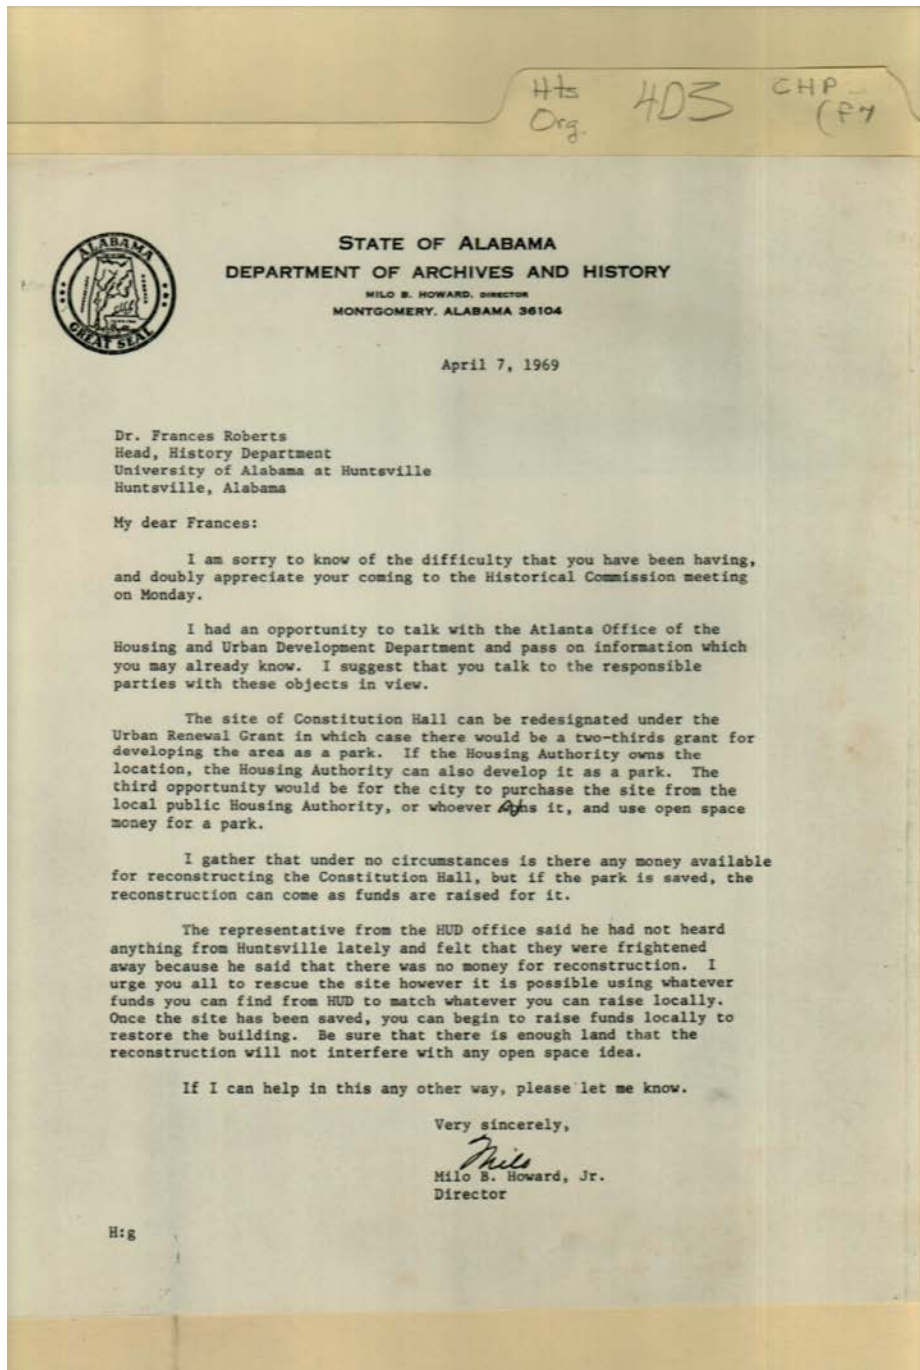 Hts 403 CHP
Org. (F4
ALABAMA
GREAT SEAL
STATE OF ALABAMA
DEPARTMENT OF ARCHIVES AND HISTORY
MILO B. HOWARD, DIRECTOR
MONTGOMERY, ALABAMA 36104
April 7, 1969
Dr. Frances Roberts
Head, History Department
University of Alabama at Huntsville
Huntsville, Alabama
My dear Frances:
I am sorry to know of the difficulty that you have been having,
and doubly appreciate your coming to the Historical Commission meeting
on Monday.
I had an opportunity to talk with the Atlanta Office of the
Housing and Urban Development Department and pass on information which
you may already know. I suggest that you talk to the responsible
parties with these objects in view.
The site of Constitution Hall can be redesignated under the
Urban Renewal Grant in which case there would be a two-thirds grant for
developing the area as a park. If the Housing Authority owns the
location, the Housing Authority can also develop it as a park. The
third opportunity would be for the city to purchase the site from the
local public Housing Authority, or whoever owns it, and use open space
money for a park.
I gather that under no circumstances is there any money available
for reconstructing the Constitution Hall, but if the park is saved, the
reconstruction can come as funds are raised for it.
The representative from the HUD office said he had not heard
anything from Huntsville lately and felt that they were frightened
away because he said that there was no money for reconstruction. I
urge you all to rescue the site however it is possible using whatever
funds you can find from HUD to match whatever you can raise locally.
Once the site has been saved, you can begin to raise funds locally to
restore the building. Be sure that there is enough land that the
reconstruction will not interfere with any open space idea.
If I can help in this any other way, please let me know.
Very sincerely,
Milo
Milo B. Howard, Jr.
Director
H:g